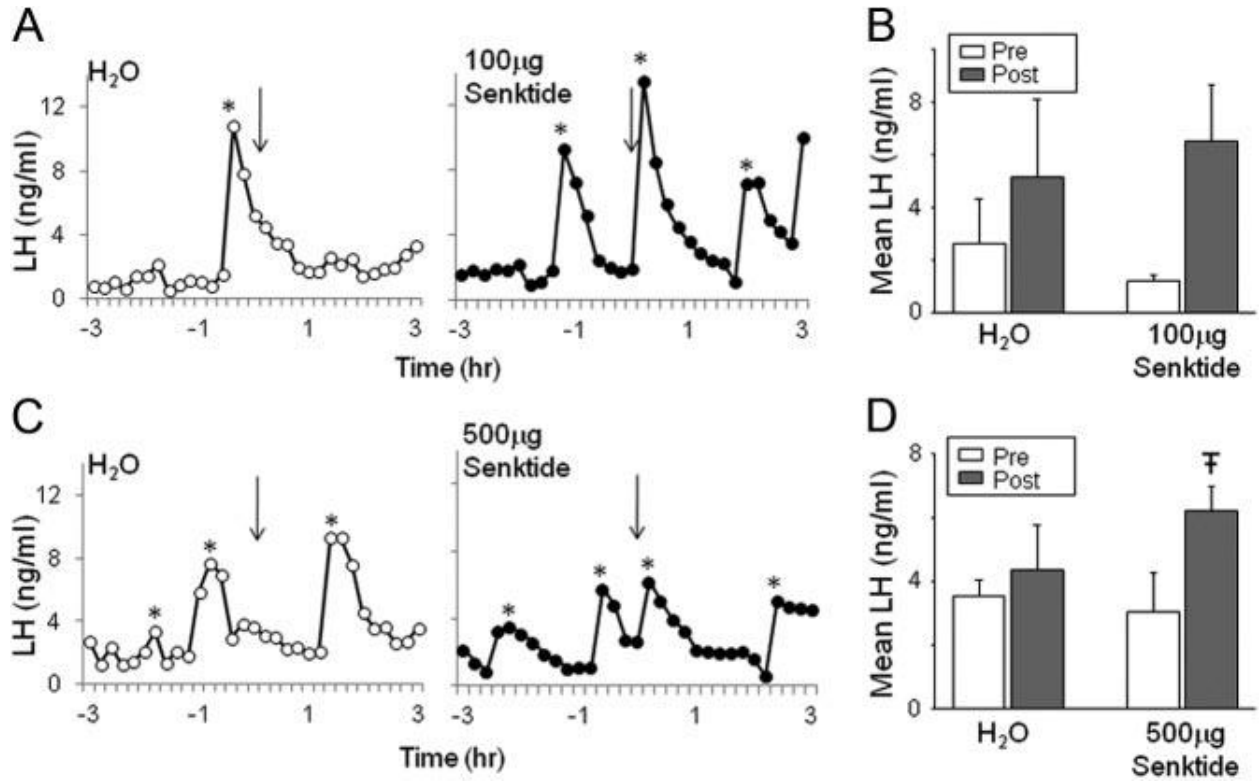 A
H₂O
*
12
8
4
0
LH (ng/ml)
-3
-1
1
3
100μg
Senktide
*
*
*
-3
-1
1
3
Time (hr)
B
Pre
Post
8
4
0
Mean LH (ng/ml)
H₂O
100μg
Senktide
C
H₂O
*
*
*
12
8
4
0
LH (ng/ml)
-3
-1
1
3
500μg
Senktide
*
*
*
*
-3
-1
1
3
Time (hr)
D
Pre
Post
8
4
0
Mean LH (ng/ml)
Ŧ
H₂O
500μg
Senktide